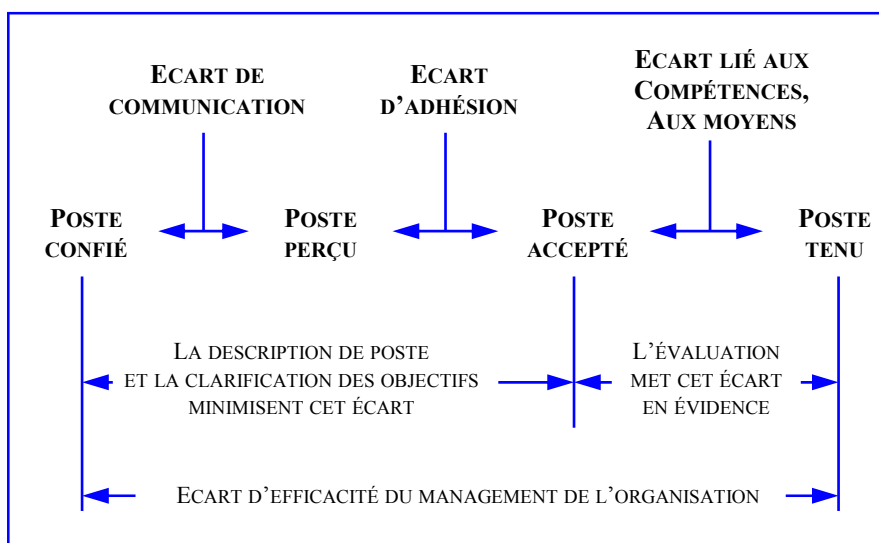 ECART DE
COMMUNICATION
ECART
D’ADHÉSION
ECART LIÉ AUX
COMPÉTENCES,
AUX MOYENS
POSTE
CONFIÉ
POSTE
PERÇU
POSTE
ACCEPTÉ
POSTE
TENU
LA DESCRIPTION DE POSTE
ET LA CLARIFICATION DES OBJECTIFS
MINIMISENT CET ÉCART
L’ÉVALUATION
MET CET ÉCART
EN ÉVIDENCE
ECART D’EFFICACITÉ DU MANAGEMENT DE L’ORGANISATION